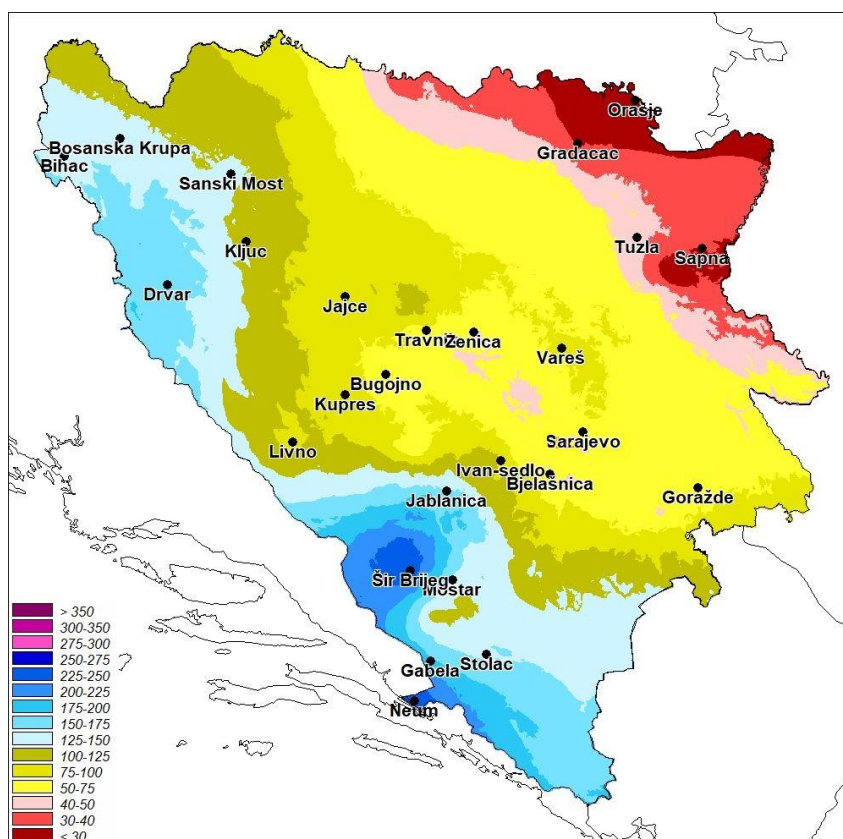 Orašje
Gradacac
Bosanska Krupa
Bihac
Sanski Most
Kljuc
Tuzla
Sapna
Drvar
Jajce
Travnik
Zenica
Vareš
Bugojno
Kupres
Sarajevo
Livno
Ivan-sedlo
Bjelašnica
Jablanica
Goražde
Šir Brijeg
Mostar
Stolac
Gabela
Neum
> 350
300-350
275-300
250-275
225-250
200-225
175-200
150-175
125-150
100-125
75-100
50-75
40-50
30-40
< 30